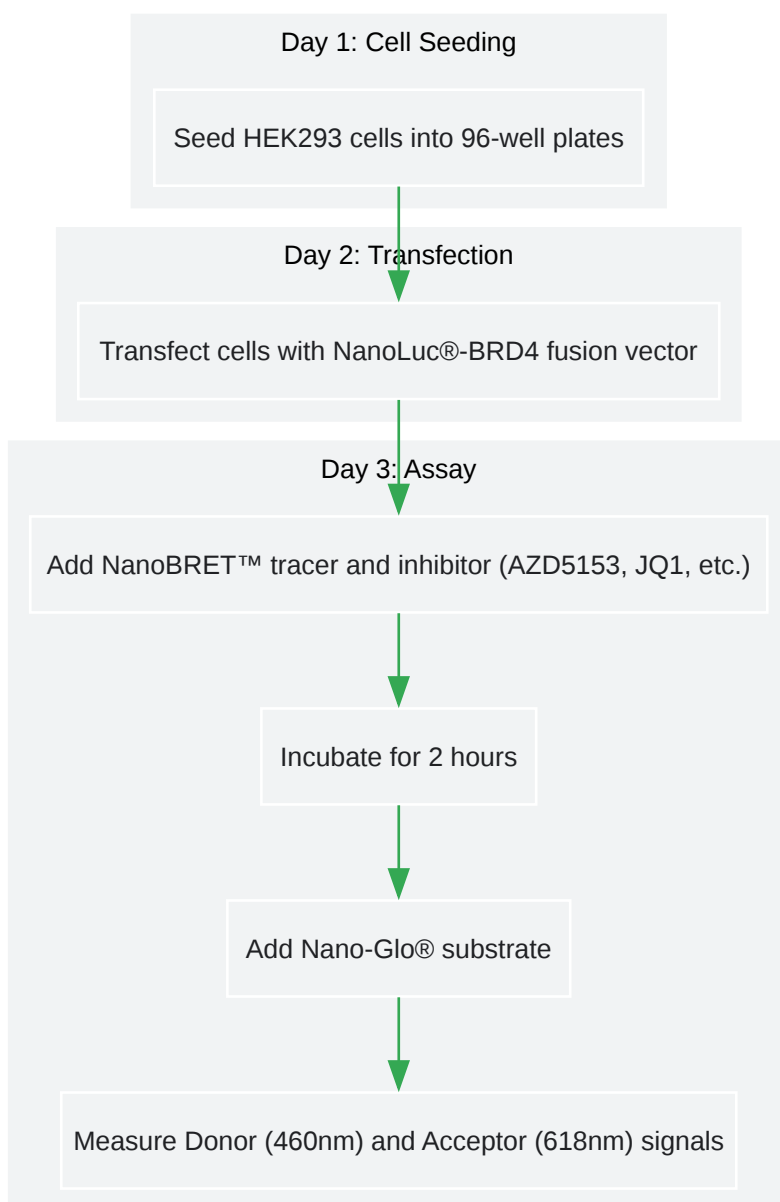 Day 1: Cell Seeding
Seed HEK293 cells into 96-well plates
Day 2: Transfection
Transfect cells with NanoLuc®-BRD4 fusion vector
Day 3: Assay
Add NanoBRET™ tracer and inhibitor (AZD5153, JQ1, etc.)
Incubate for 2 hours
Add Nano-Glo® substrate
Measure Donor (460nm) and Acceptor (618nm) signals